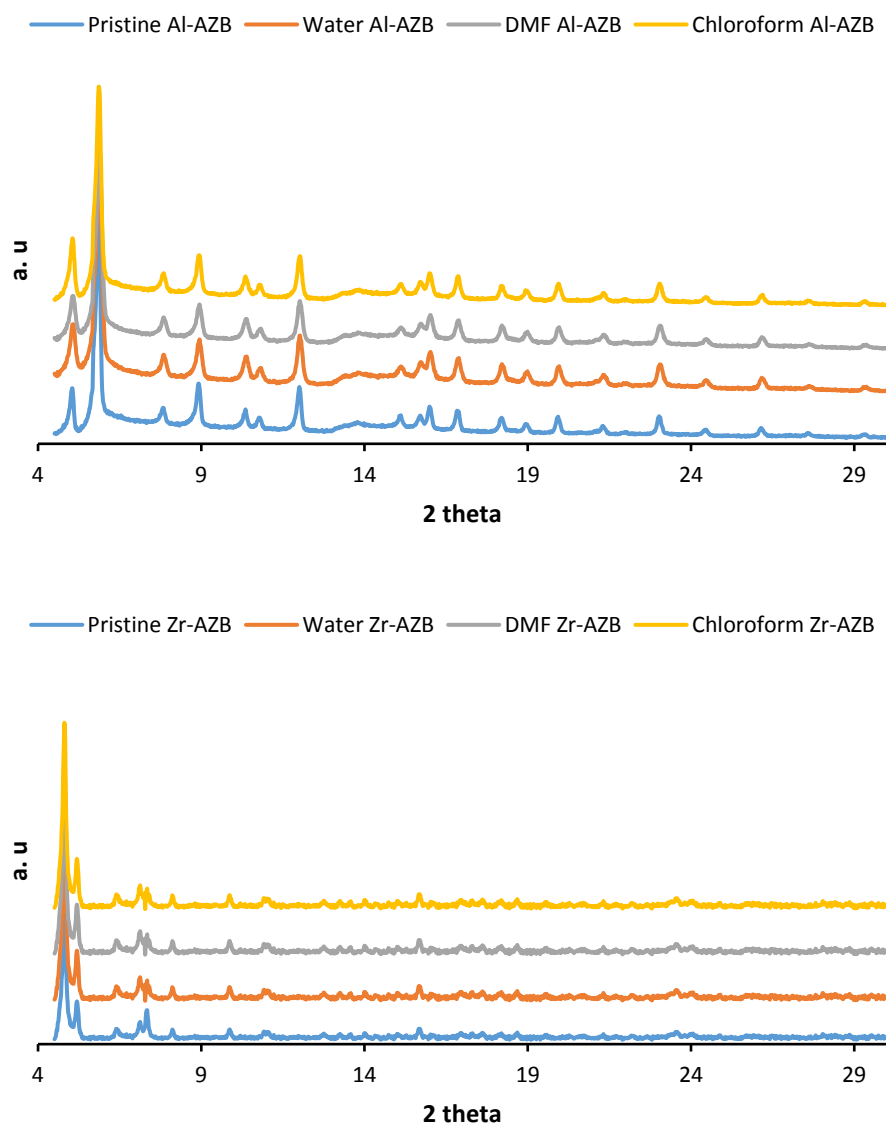 Pristine Al-AZB Water Al-AZB DMF Al-AZB Chloroform Al-AZB
a. u
4 9 14 19 24 29
2 theta
Pristine Zr-AZB Water Zr-AZB DMF Zr-AZB Chloroform Zr-AZB
a. u
4 9 14 19 24 29
2 theta